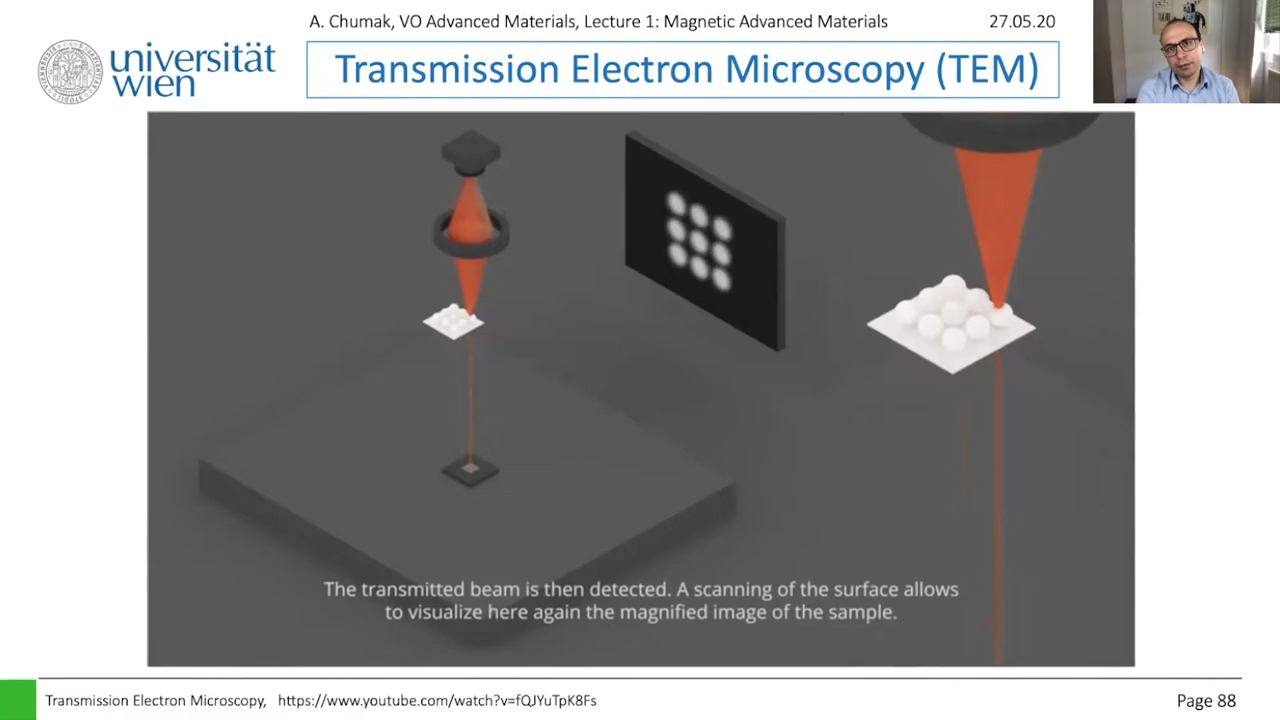 A. Chumak, VO Advanced Materials, Lecture 1: Magnetic Advanced Materials
27.05.20
universität
wien
Transmission Electron Microscopy (TEM)
The transmitted beam is then detected. A scanning of the surface allows
to visualize here again the magnified image of the sample.
Transmission Electron Microscopy, https://www.youtube.com/watch?v=fQJYuTpK8Fs
Page 88